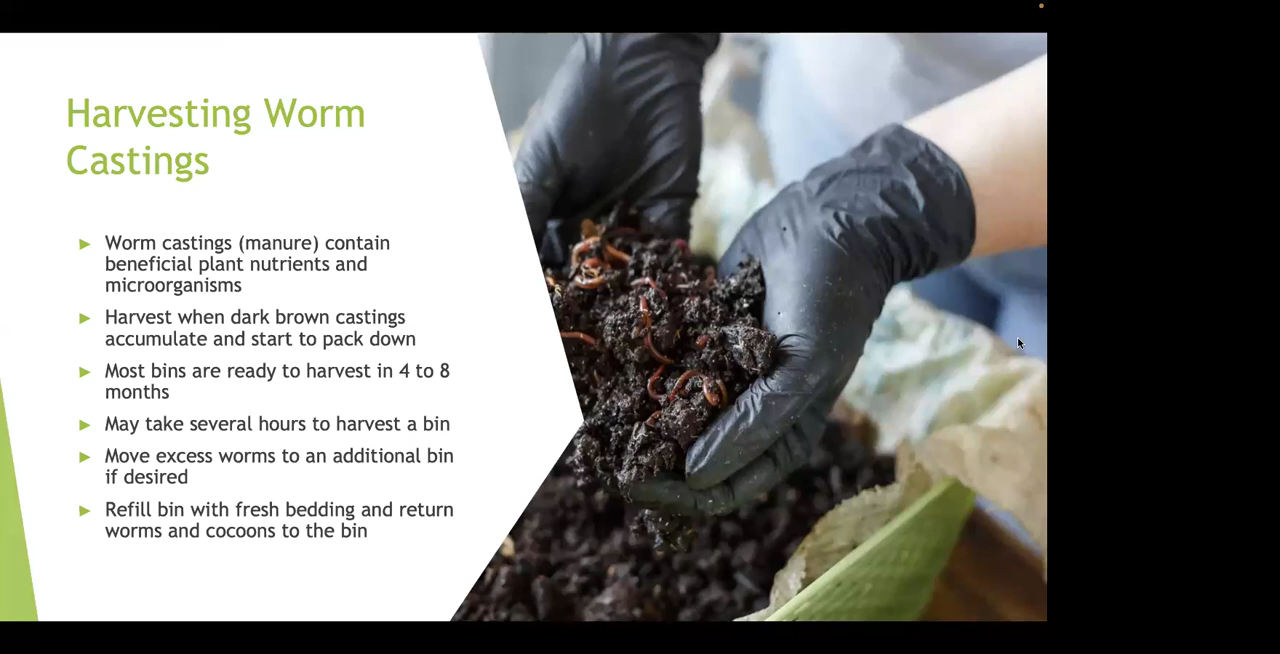 Harvesting Worm
Castings
Worm castings (manure) contain
beneficial plant nutrients and
microorganisms
Harvest when dark brown castings
accumulate and start to pack down
Most bins are ready to harvest in 4 to 8
months
May take several hours to harvest a bin
Move excess worms to an additional bin
if desired
Refill bin with fresh bedding and return
worms and cocoons to the bin